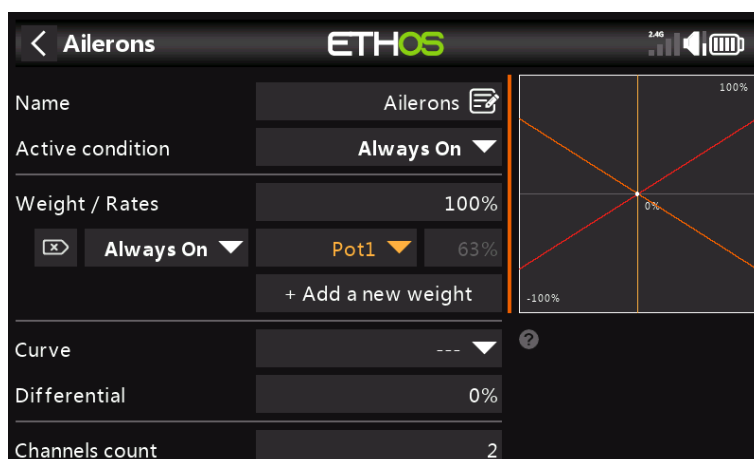 Ailerons ETHOS 2.4G
Name Ailerons
Active condition Always On
Weight / Rates 100%
Always On Pot1 63%
+ Add a new weight
Curve ---
Differential 0%
Channels count 2
100%
0%
-100%
?